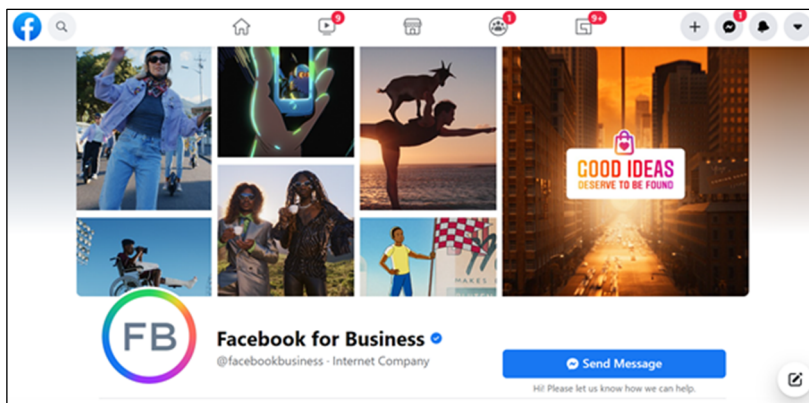 f
9
1
9+
1
GOOD IDEAS
DESERVE TO BE FOUND
MAKES
FB
Facebook for Business
@facebookbusiness · Internet Company
Send Message
Hi! Please let us know how we can help.